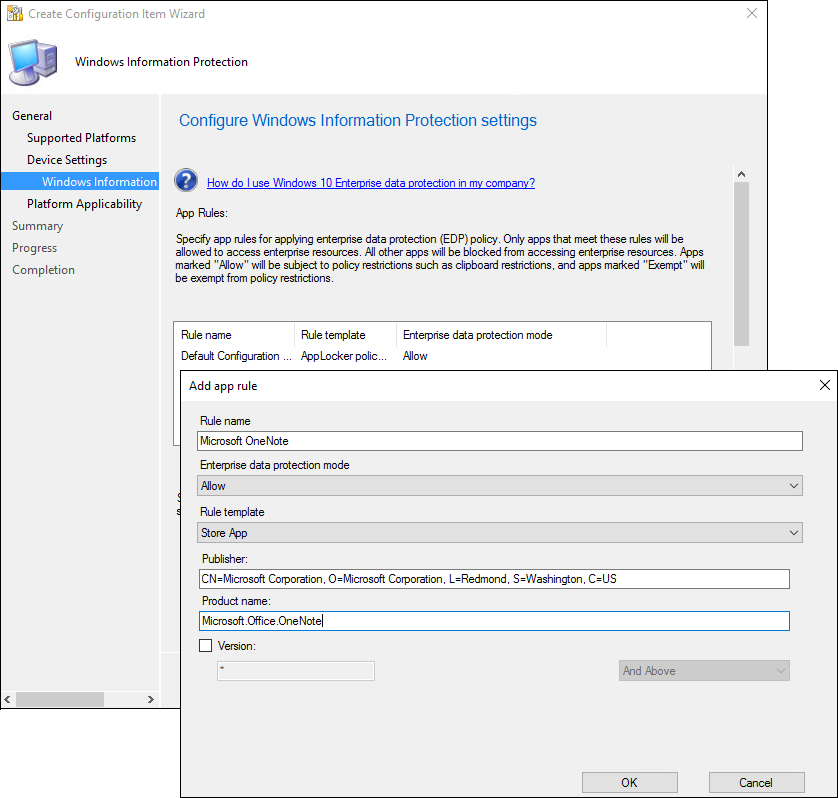 Create Configuration Item Wizard
Windows Information Protection
General
Supported Platforms
Device Settings
Windows Information
Platform Applicability
Summary
Progress
Completion
Configure Windows Information Protection settings
How do I use Windows 10 Enterprise data protection in my company?
App Rules:
Specify app rules for applying enterprise data protection (EDP) policy. Only apps that meet these rules will be
allowed to access enterprise resources. All other apps will be blocked from accessing enterprise resources. Apps
marked "Allow" will be subject to policy restrictions such as clipboard restrictions, and apps marked "Exempt" will
be exempt from policy restrictions.
Rule name Rule template Enterprise data protection mode
Default Configuration ... AppLocker polic... Allow
Add app rule
Rule name
Microsoft OneNote
Enterprise data protection mode
Allow
Rule template
Store App
Publisher:
CN=Microsoft Corporation, O=Microsoft Corporation, L=Redmond, S=Washington, C=US
Product name:
Microsoft.Office.OneNote
Version:
*
And Above
OK Cancel